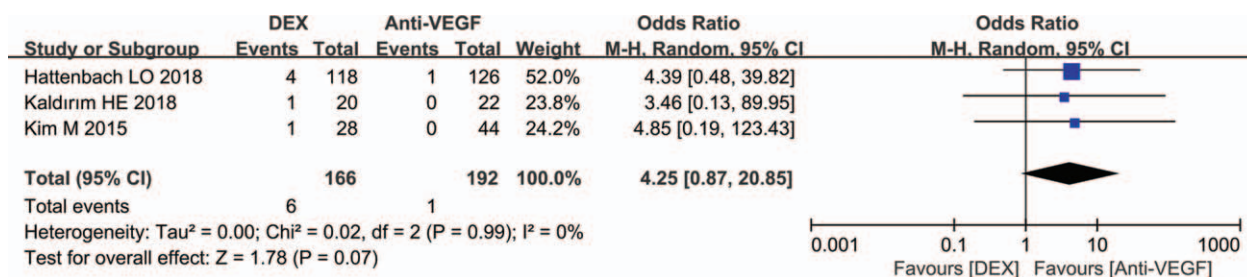 DEX Anti-VEGF Odds Ratio Odds Ratio
Study or Subgroup Events Total Events Total Weight M-H, Random, 95% CI M-H, Random, 95% CI
Hattenbach LO 2018 4 118 1 126 52.0% 4.39 [0.48, 39.82]
Kaldırım HE 2018 1 20 0 22 23.8% 3.46 [0.13, 89.95]
Kim M 2015 1 28 0 44 24.2% 4.85 [0.19, 123.43]
Total (95% CI) 166 192 100.0% 4.25 [0.87, 20.85]
Total events 6 1
Heterogeneity: Tau² = 0.00; Chi² = 0.02, df = 2 (P = 0.99); I² = 0%
Test for overall effect: Z = 1.78 (P = 0.07)
0.001 0.1 1 10 1000
Favours [DEX] Favours [Anti-VEGF]